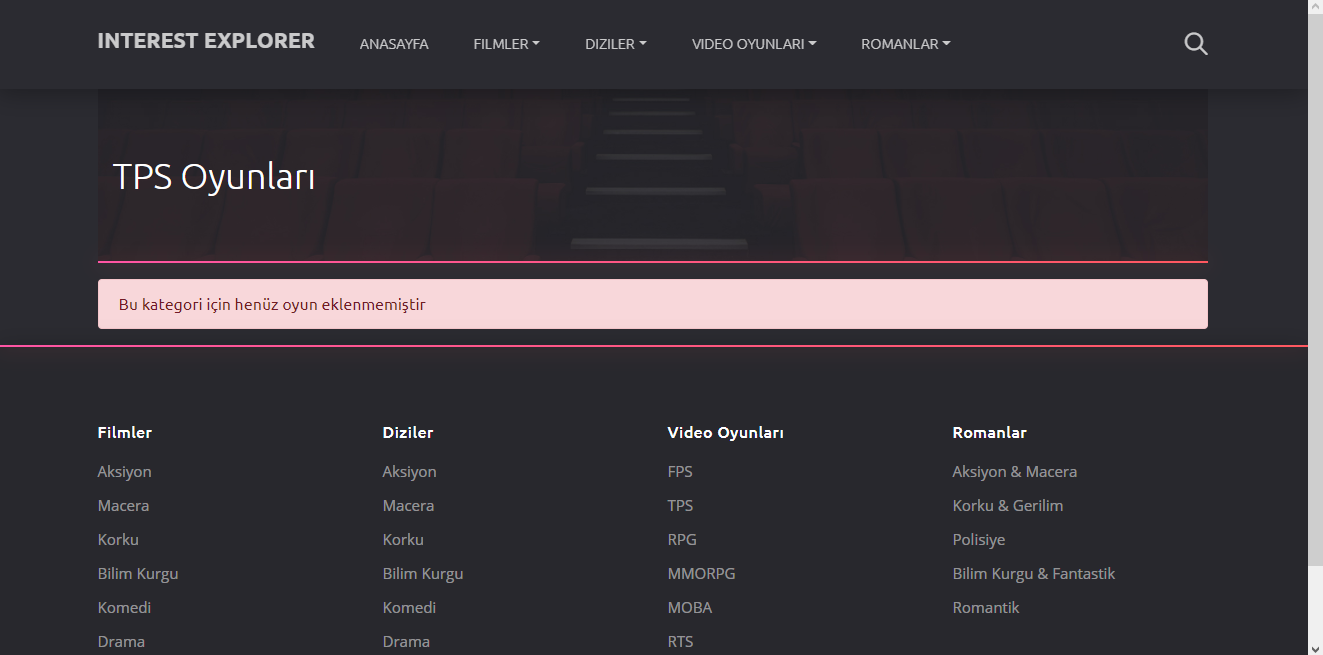 INTEREST EXPLORER
ANASAYFA
FILMLER
DIZILER
VIDEO OYUNLARI
ROMANLAR
TPS Oyunları
Bu kategori için henüz oyun eklenmemiştir
Filmler
Aksiyon
Macera
Korku
Bilim Kurgu
Komedi
Drama
Diziler
Aksiyon
Macera
Korku
Bilim Kurgu
Komedi
Drama
Video Oyunları
FPS
TPS
RPG
MMORPG
MOBA
RTS
Romanlar
Aksiyon & Macera
Korku & Gerilim
Polisiye
Bilim Kurgu & Fantastik
Romantik